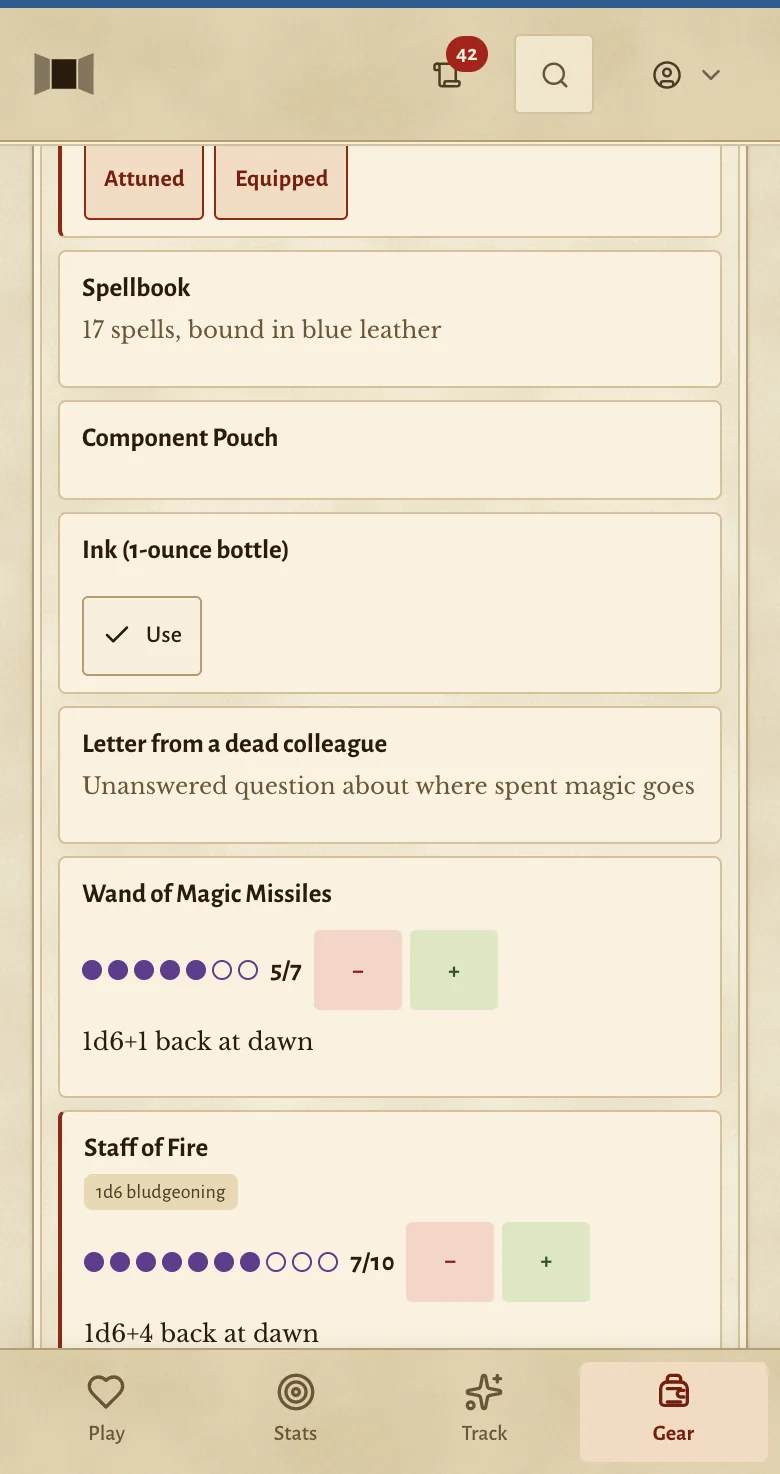 42
Attuned Equipped
Spellbook
17 spells, bound in blue leather
Component Pouch
Ink (1-ounce bottle)
Use
Letter from a dead colleague
Unanswered question about where spent magic goes
Wand of Magic Missiles
5/7 − +
1d6+1 back at dawn
Staff of Fire
1d6 bludgeoning
7/10 − +
1d6+4 back at dawn
Play Stats Track Gear